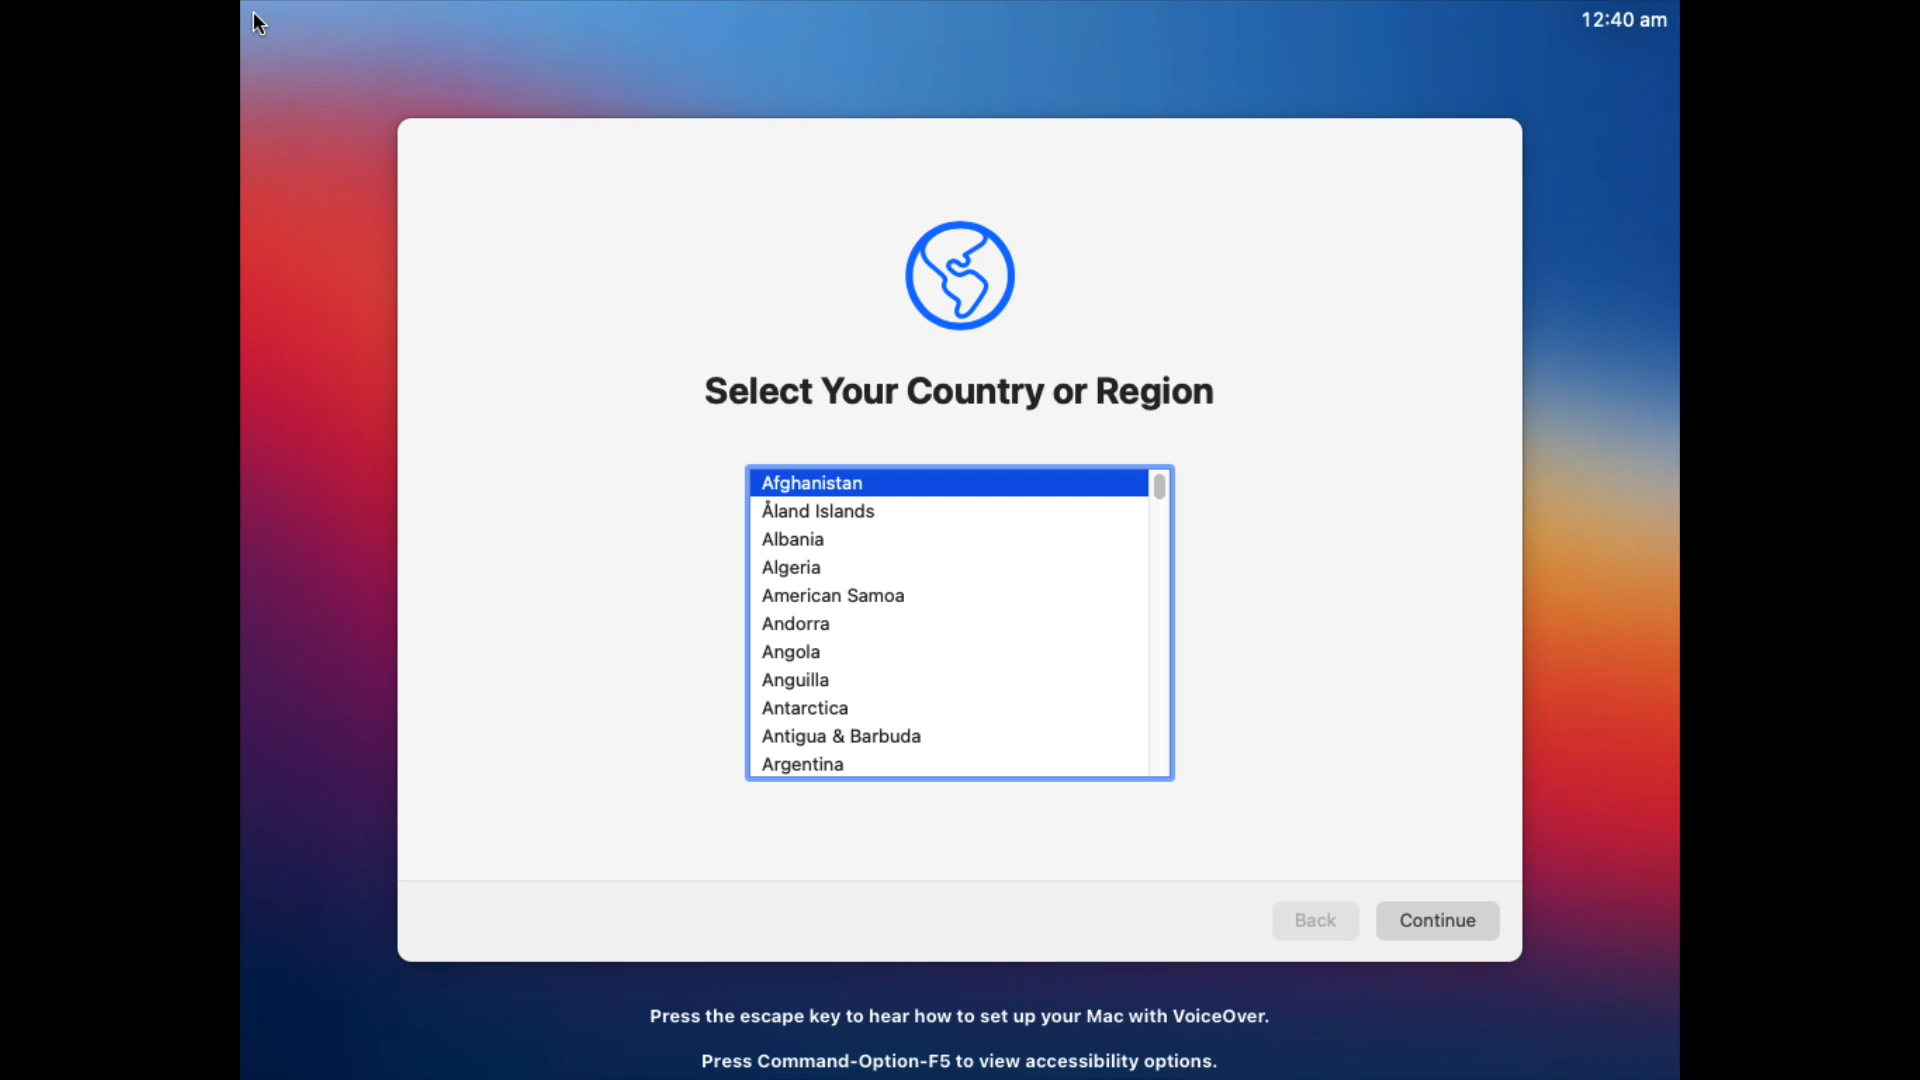 12:40 am
Select Your Country or Region
Afghanistan
Åland Islands
Albania
Algeria
American Samoa
Andorra
Angola
Anguilla
Antarctica
Antigua & Barbuda
Argentina
Back
Continue
Press the escape key to hear how to set up your Mac with VoiceOver.
Press Command-Option-F5 to view accessibility options.